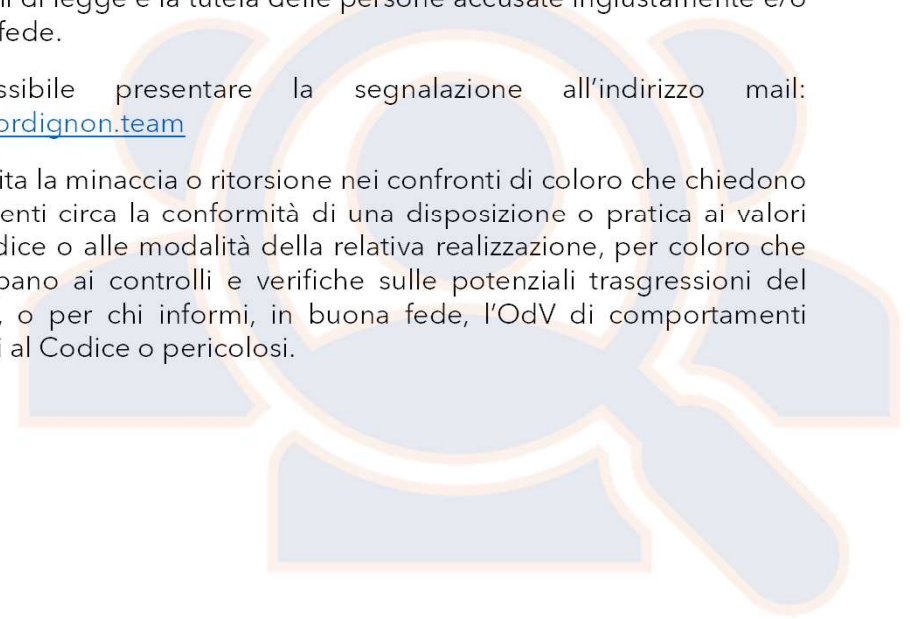 di legge e la tutela delle persone accusate ingiustamente e/o
fede.
ssibile presentare la segnalazione all'indirizzo mail:
ordignon.team
ita la minaccia o ritorsione nei confronti di coloro che chiedono
enti circa la conformità di una disposizione o pratica ai valori
dice o alle modalità della relativa realizzazione, per coloro che
pano ai controlli e verifiche sulle potenziali trasgressioni del
, o per chi informi, in buona fede, l'OdV di comportamenti
i al Codice o pericolosi.